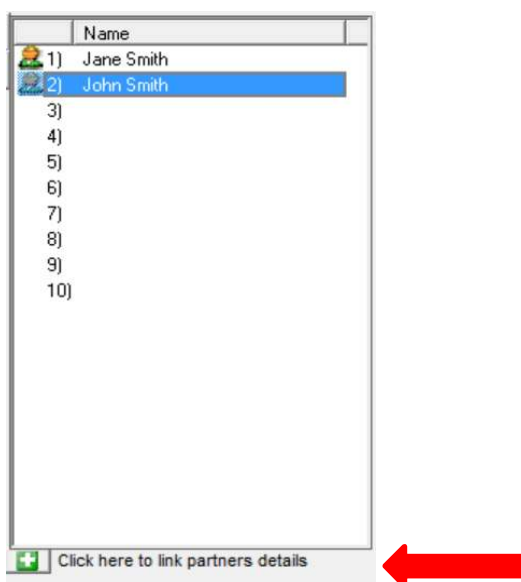 Name
1) Jane Smith
2) John Smith
3)
4)
5)
6)
7)
8)
9)
10)
Click here to link partners details